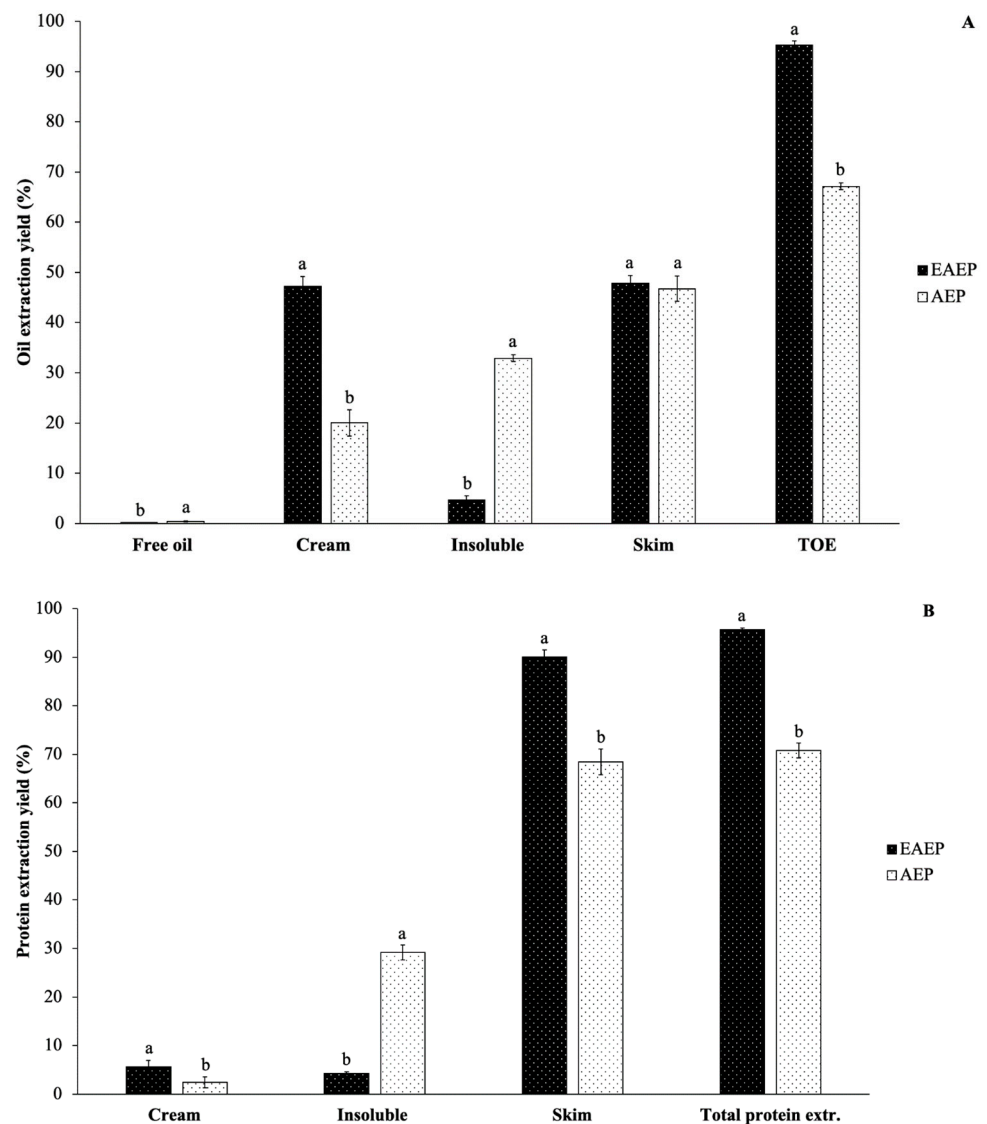 A
Oil extraction yield (%)
100
90
80
70
60
50
40
30
20
10
0
b a
a b
b a
a a
a b
Free oil Cream Insoluble Skim TOE
EAEP
AEP
B
Protein extraction yield (%)
100
90
80
70
60
50
40
30
20
10
0
a b
b a
a b
a b
Cream Insoluble Skim Total protein extr.
EAEP
AEP